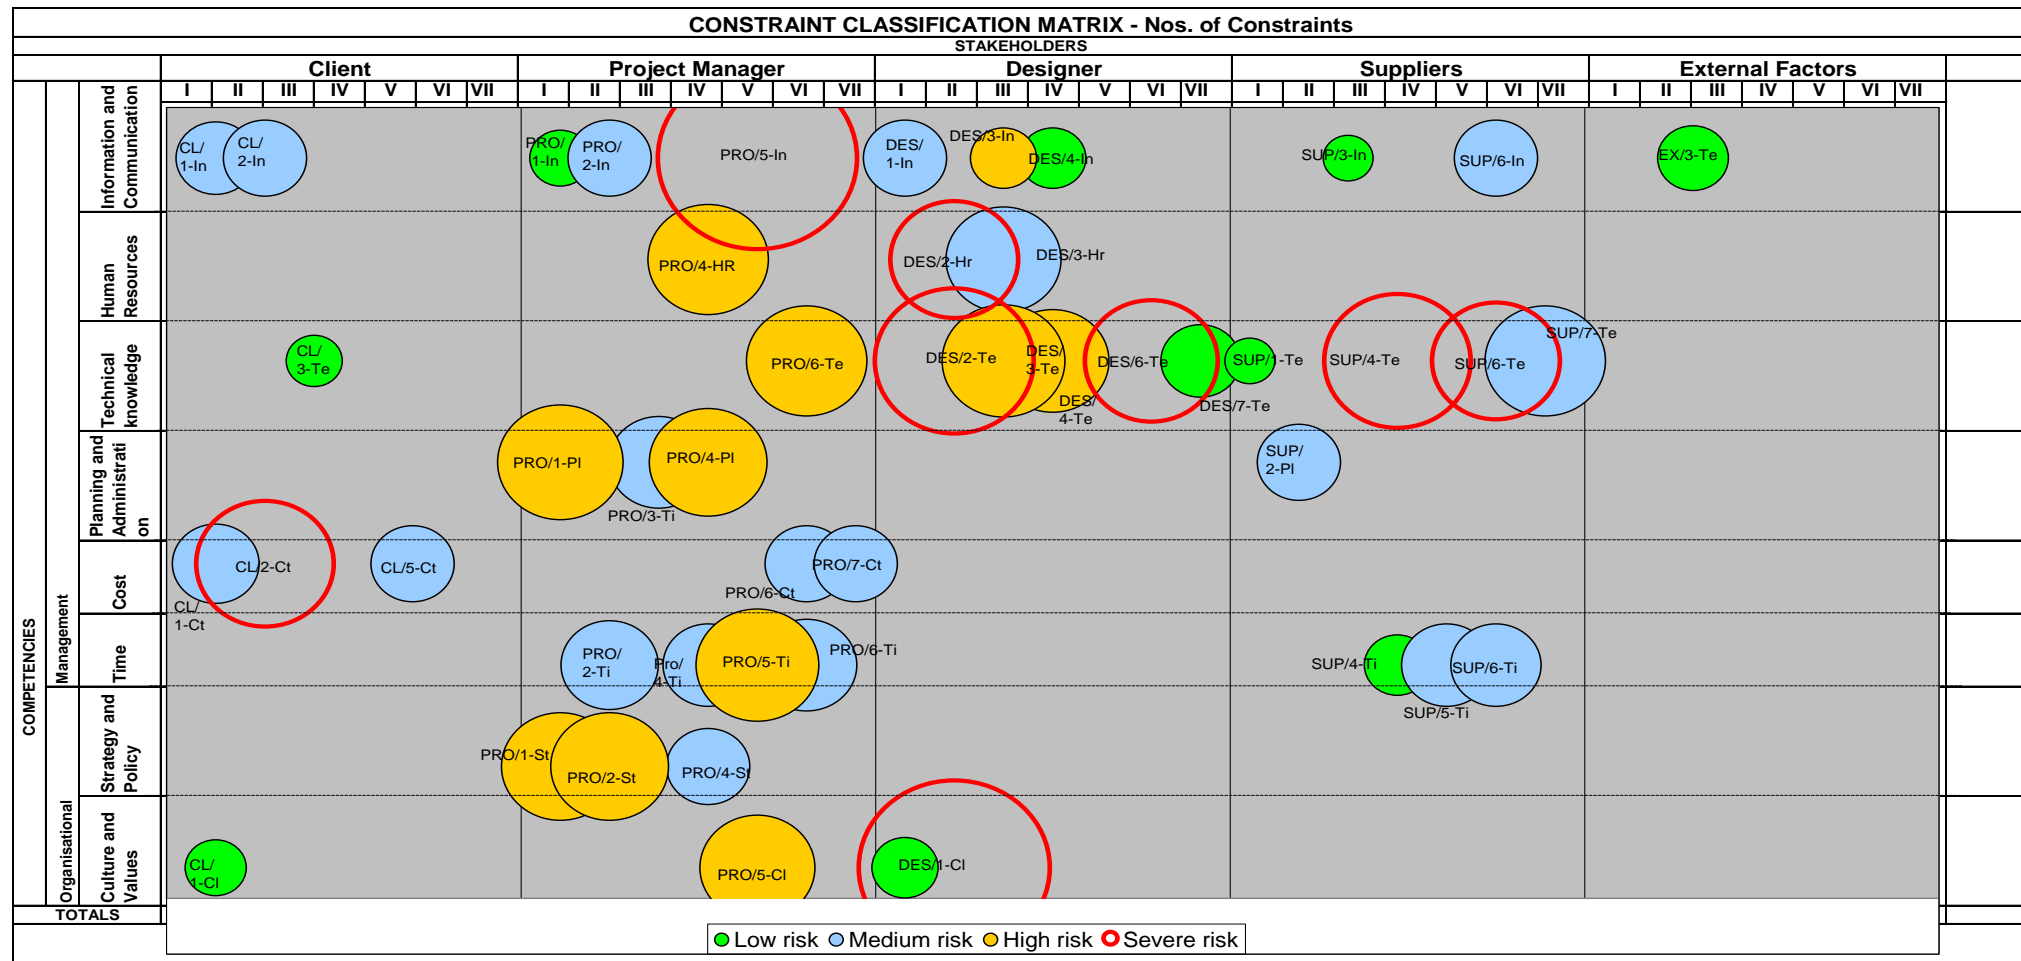 CONSTRAINT CLASSIFICATION MATRIX - Nos. of Constraints
STAKEHOLDERS
Client
Project Manager
Designer
Suppliers
External Factors
I II III IV V VI VII
I II III IV V VI VII
I II III IV V VI VII
I II III IV V VI VII
I II III IV V VI VII
COMPETENCIES
Management
Organisational
Information and
Communication
CL/
1-In
CL/
2-In
PRO/
1-In
PRO/
2-In
PRO/5-In
DES/
1-In
DES/3-In
DES/4-In
SUP/3-In
SUP/6-In
EX/3-Te
Human
Resources
PRO/4-HR
DES/2-Hr
DES/3-Hr
Technical
knowledge
CL/
3-Te
PRO/6-Te
DES/2-Te
DES/
3-Te
DES/
4-Te
DES/6-Te
DES/7-Te
SUP/1-Te
SUP/4-Te
SUP/6-Te
SUP/7-Te
Planning and
Administrati
on
PRO/1-Pl
PRO/3-Ti
PRO/4-Pl
SUP/
2-Pl
Cost
CL/
1-Ct
CL/2-Ct
CL/5-Ct
PRO/6-Ct
PRO/7-Ct
Time
PRO/
2-Ti
Pro/
4-Ti
PRO/5-Ti
PRO/6-Ti
SUP/4-Ti
SUP/5-Ti
SUP/6-Ti
Strategy and
Policy
PRO/1-St
PRO/2-St
PRO/4-St
Culture and
Values
CL/
1-Cl
PRO/5-Cl
DES/1-Cl
TOTALS
Low risk Medium risk High risk Severe risk